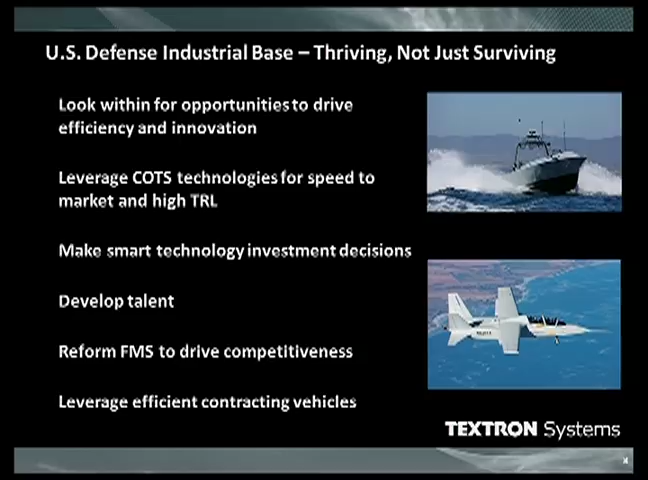 U.S. Defense Industrial Base – Thriving, Not Just Surviving
Look within for opportunities to drive
efficiency and innovation
Leverage COTS technologies for speed to
market and high TRL
Make smart technology investment decisions
Develop talent
Reform FMS to drive competitiveness
Leverage efficient contracting vehicles
TEXTRON Systems